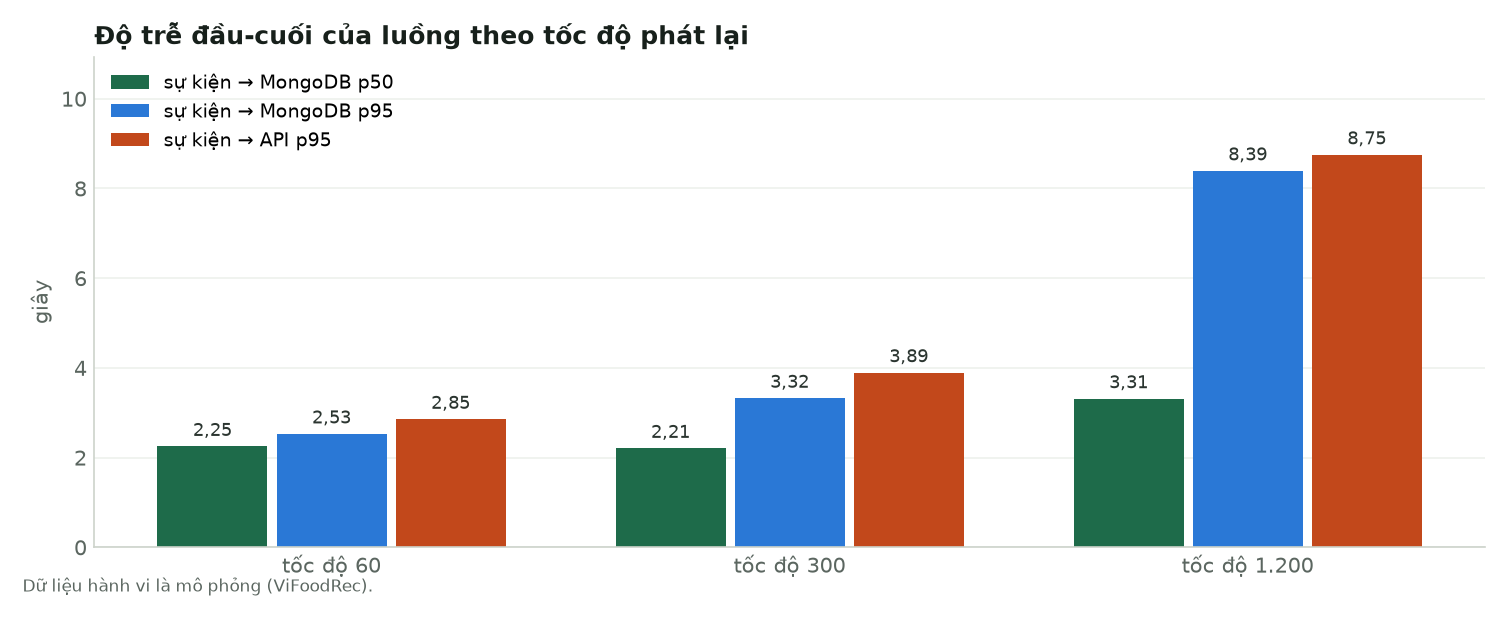 Độ trễ đầu-cuối của luồng theo tốc độ phát lại
sự kiện → MongoDB p50
sự kiện → MongoDB p95
sự kiện → API p95
giây
10
8
6
4
2
0
2,25
2,53
2,85
2,21
3,32
3,89
3,31
8,39
8,75
tốc độ 60
tốc độ 300
tốc độ 1.200
Dữ liệu hành vi là mô phỏng (ViFoodRec).